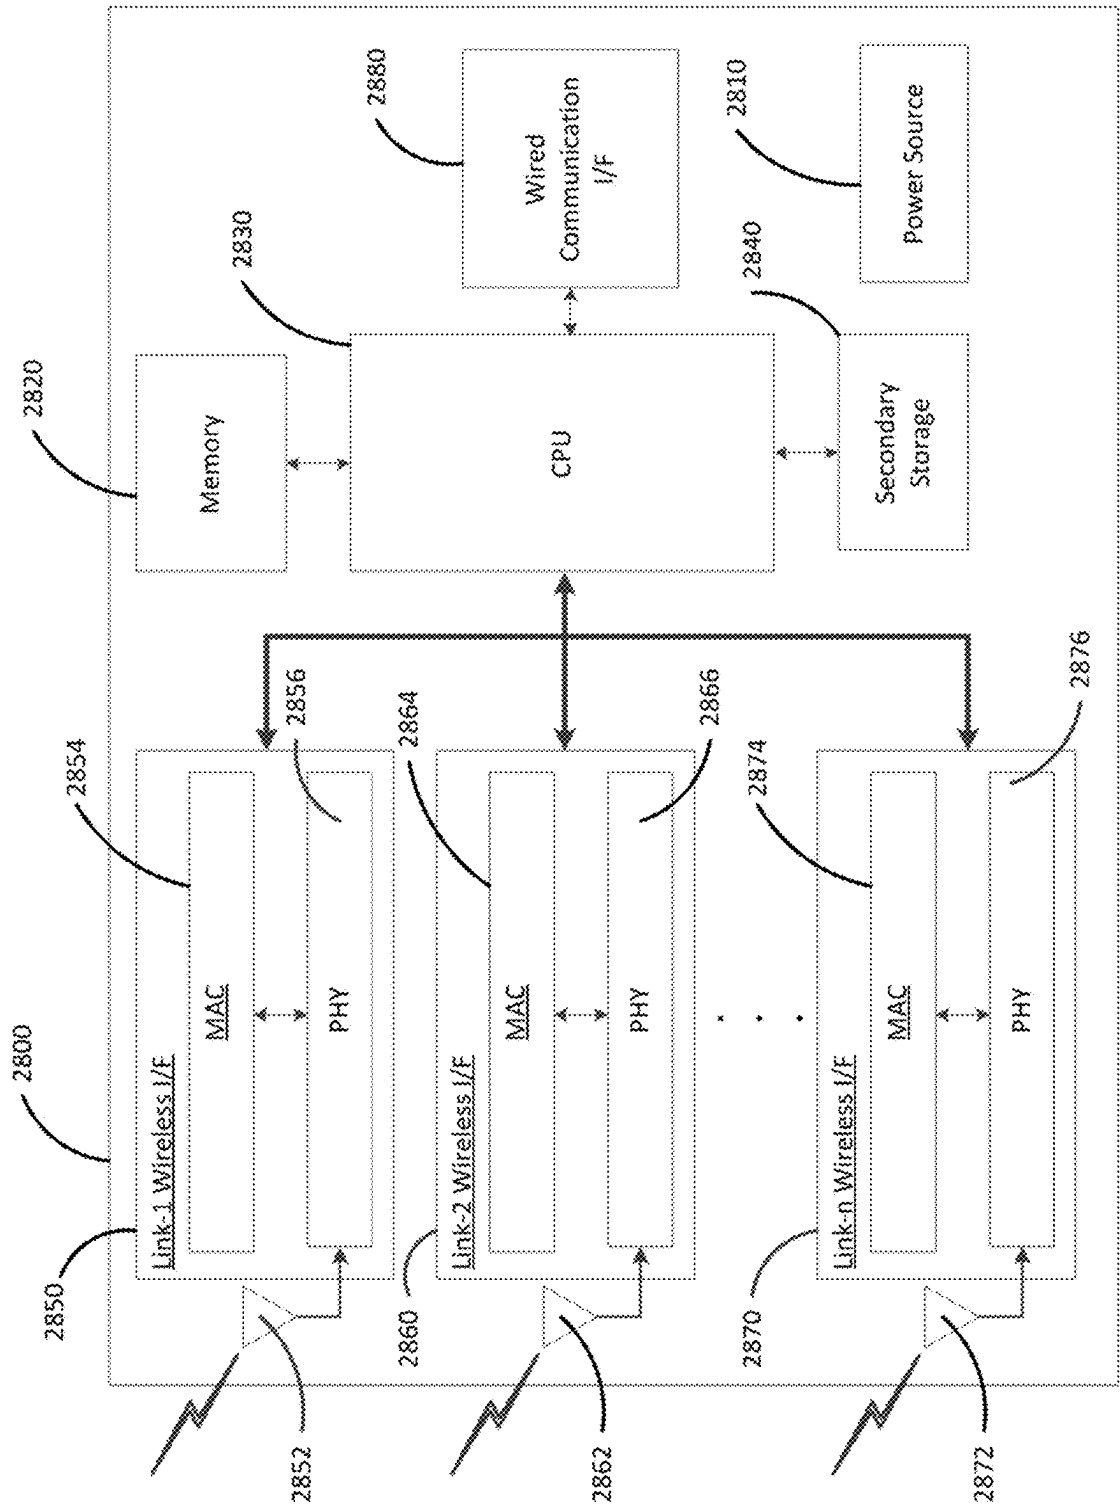 2800
2820
2850
2854
Link-1 Wireless I/F
MAC
Memory
2830
2852
2856
PHY
2880
2860
2864
Link-2 Wireless I/F
MAC
CPU
Wired
Communication
I/F
2862
PHY
2866
2810
2870
2874
2840
Link-n Wireless I/F
MAC
Secondary
Storage
Power Source
2872
PHY
2876